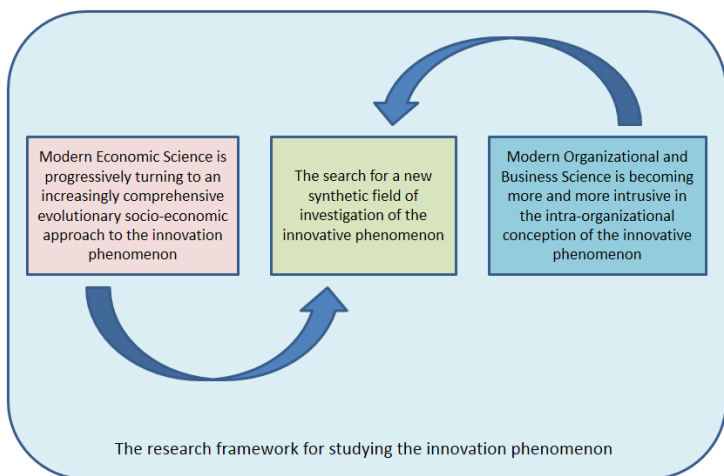 Modern Economic Science is
progressively turning to an
increasingly comprehensive
evolutionary socio-economic
approach to the innovation
phenomenon
The search for a new
synthetic field of
investigation of the
innovative phenomenon
Modern Organizational and
Business Science is becoming
more and more intrusive in
the intra-organizational
conception of the innovative
phenomenon
The research framework for studying the innovation phenomenon